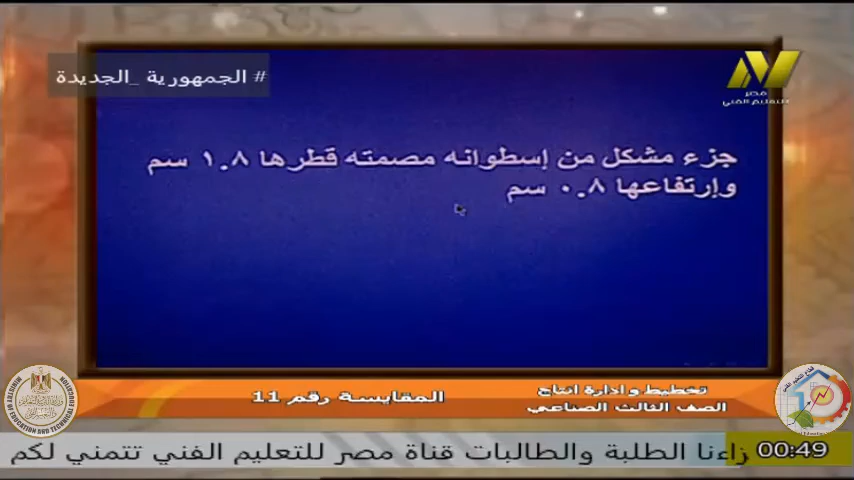 # الجمهورية _الجديدة
مصر
للتعليم الفني
جزء مشكل من إسطوانه مصمته قطرها ١.٨ سم
وإرتفاعها ٠.٨ سم
تخطيط و ادارة انتاج
الصف الثالث الصناعي
المقايسة رقم 11
زاءنا الطلبة والطالبات قناة مصر للتعليم الفني تتمني لكم
00:49